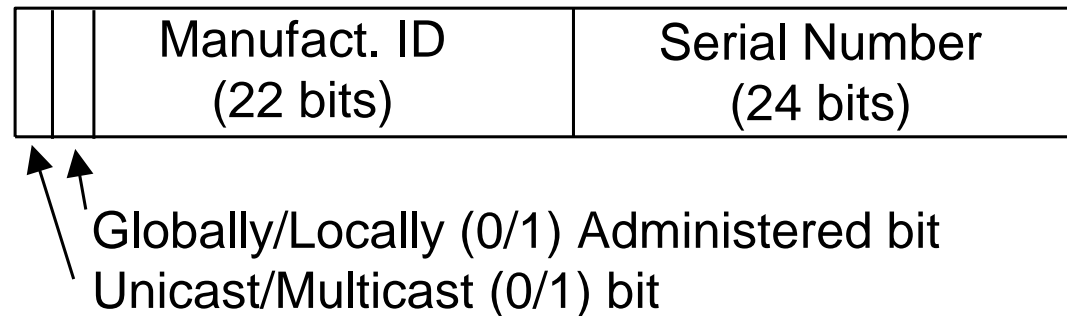 Manufact. ID
(22 bits)
Serial Number
(24 bits)
Globally/Locally (0/1) Administered bit
Unicast/Multicast (0/1) bit